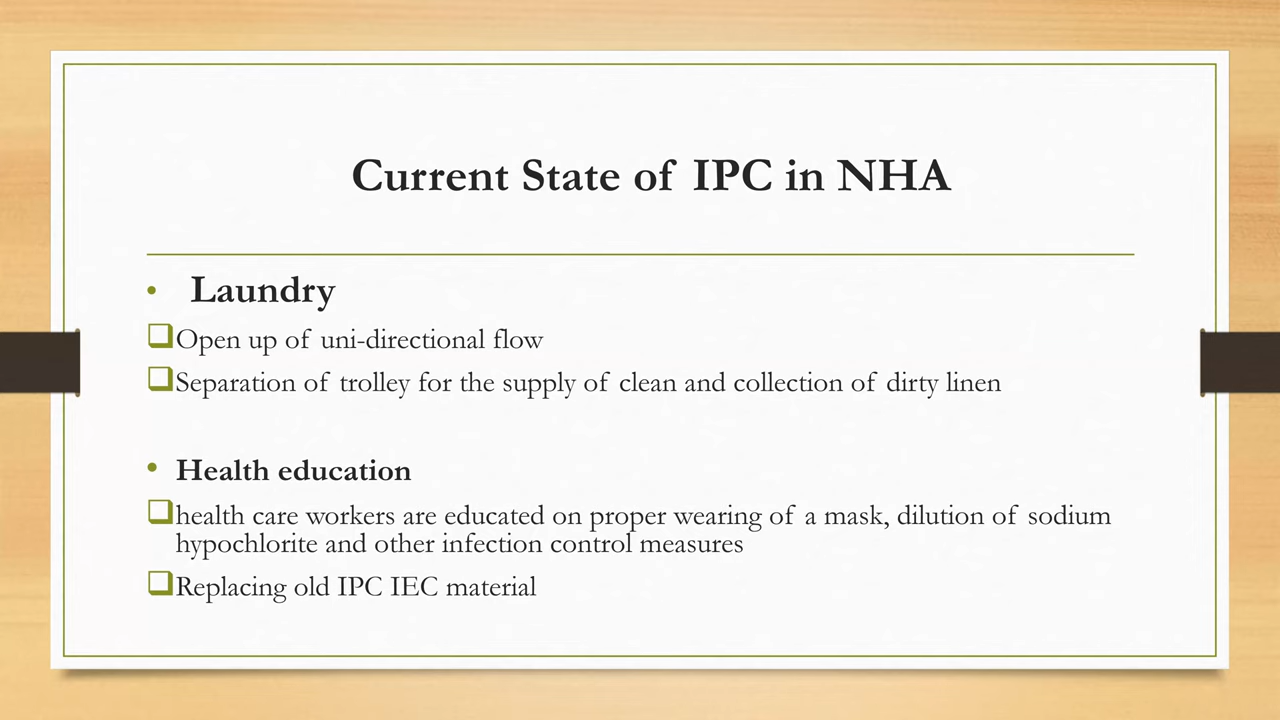 Current State of IPC in NHA
• Laundry
❑Open up of uni-directional flow
❑Separation of trolley for the supply of clean and collection of dirty linen
• Health education
❑health care workers are educated on proper wearing of a mask, dilution of sodium
hypochlorite and other infection control measures
❑Replacing old IPC IEC material